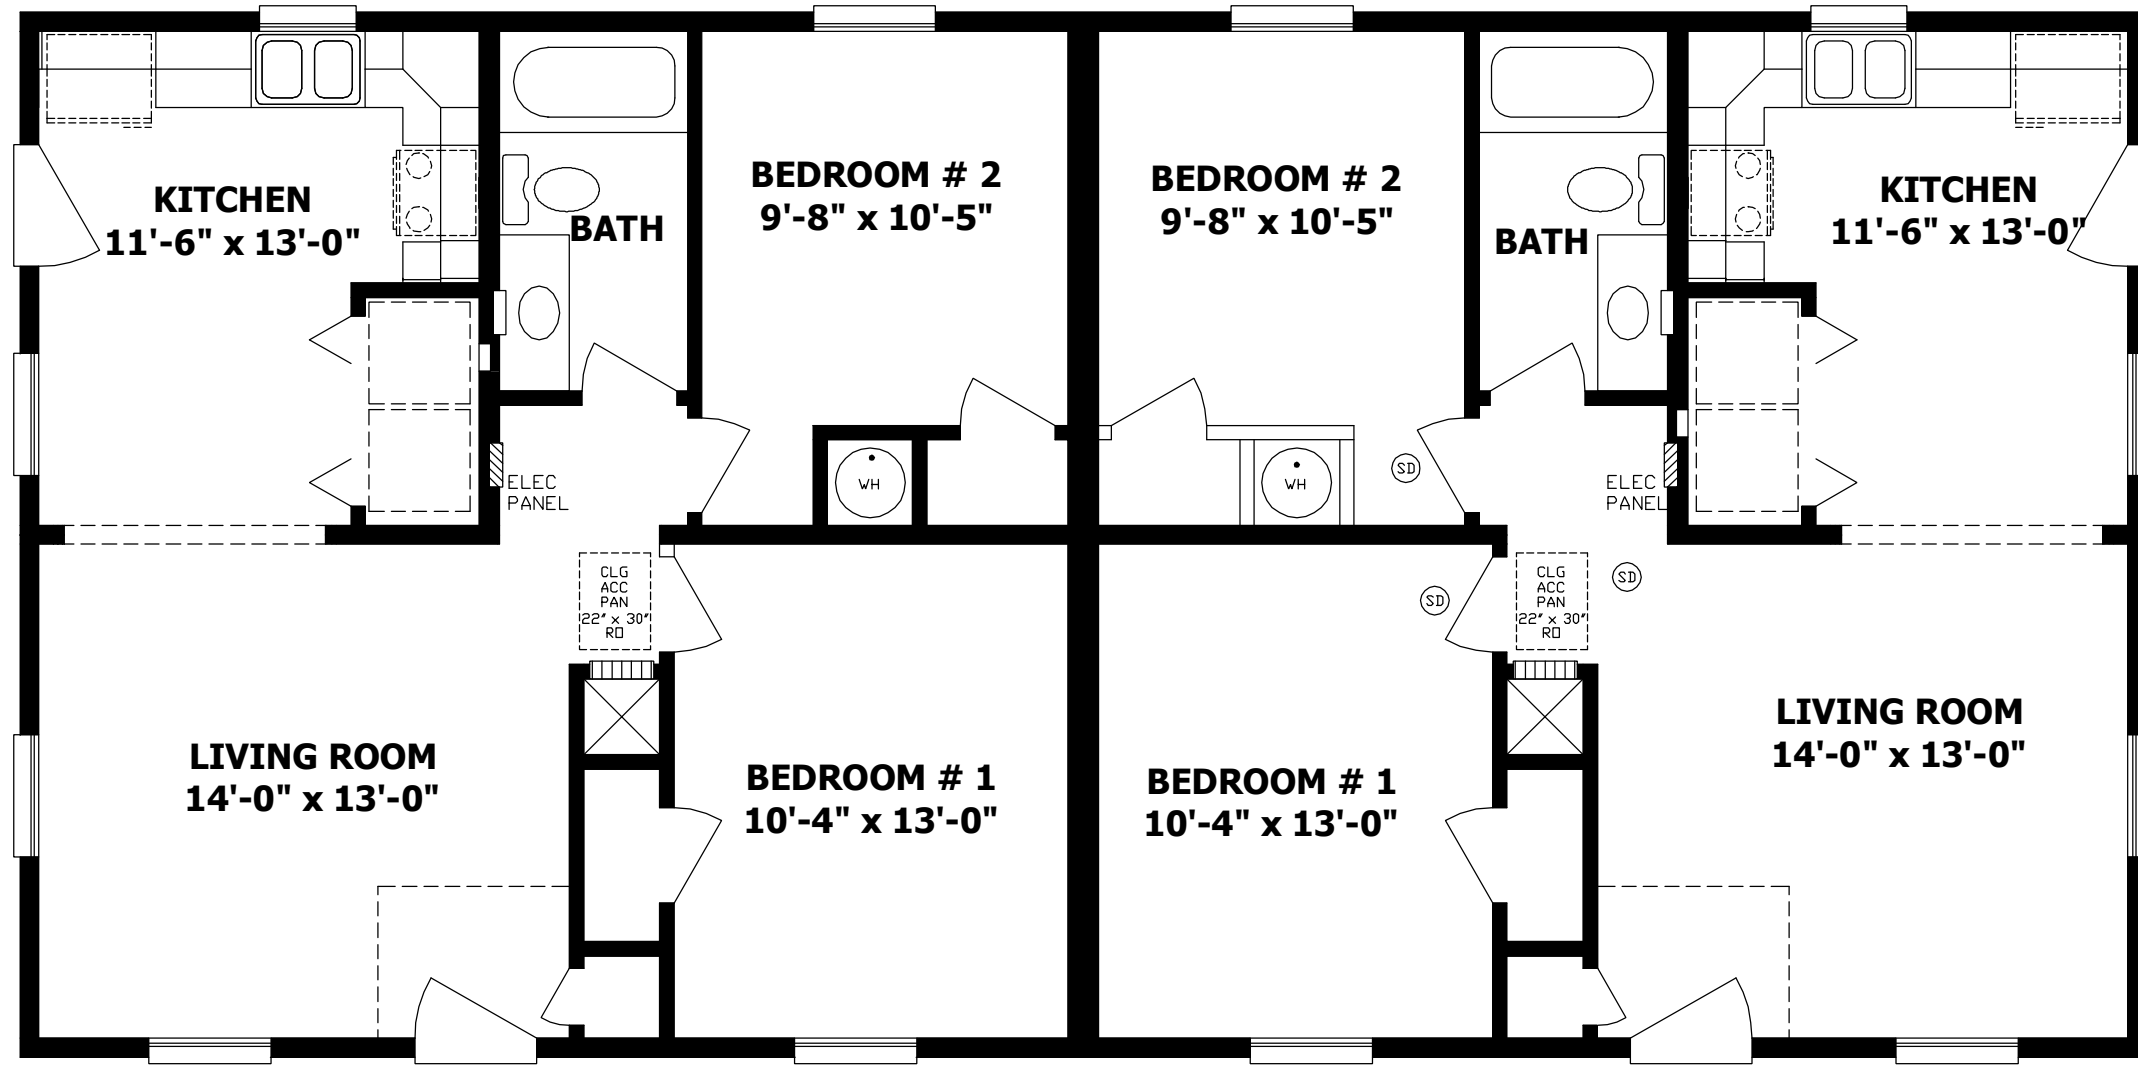 KITCHEN
11'-6" x 13'-0"
BATH
BEDROOM # 2
9'-8" x 10'-5"
BEDROOM # 2
9'-8" x 10'-5"
BATH
KITCHEN
11'-6" x 13'-0"
ELEC
PANEL
WH
WH
SD
ELEC
PANEL
CLG
ACC
PAN
22" x 30"
RO
SD
CLG
ACC
PAN
22" x 30"
RO
SD
LIVING ROOM
14'-0" x 13'-0"
BEDROOM # 1
10'-4" x 13'-0"
BEDROOM # 1
10'-4" x 13'-0"
LIVING ROOM
14'-0" x 13'-0"